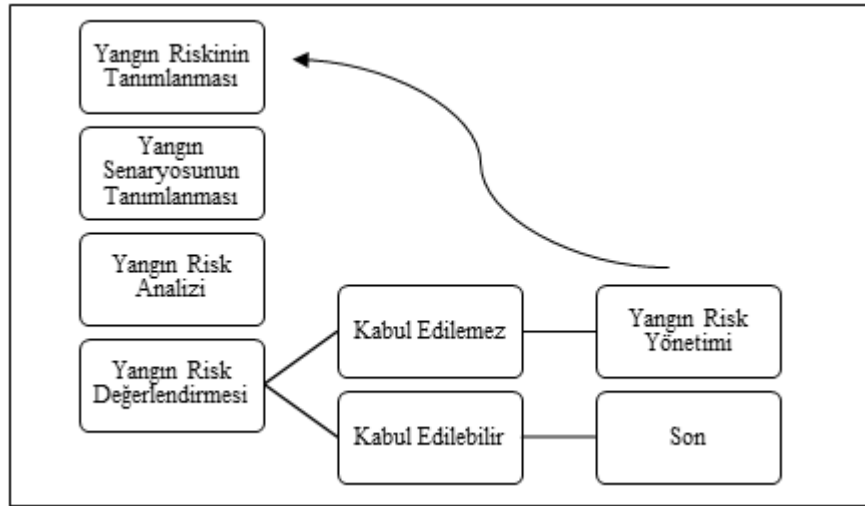 Yangın Riskinin
Tanımlanması
Yangın
Senaryosunun
Tanımlanması
Yangın Risk
Analizi
Yangın Risk
Değerlendirmesi
Kabul Edilemez
Yangın Risk
Yönetimi
Kabul Edilebilir
Son